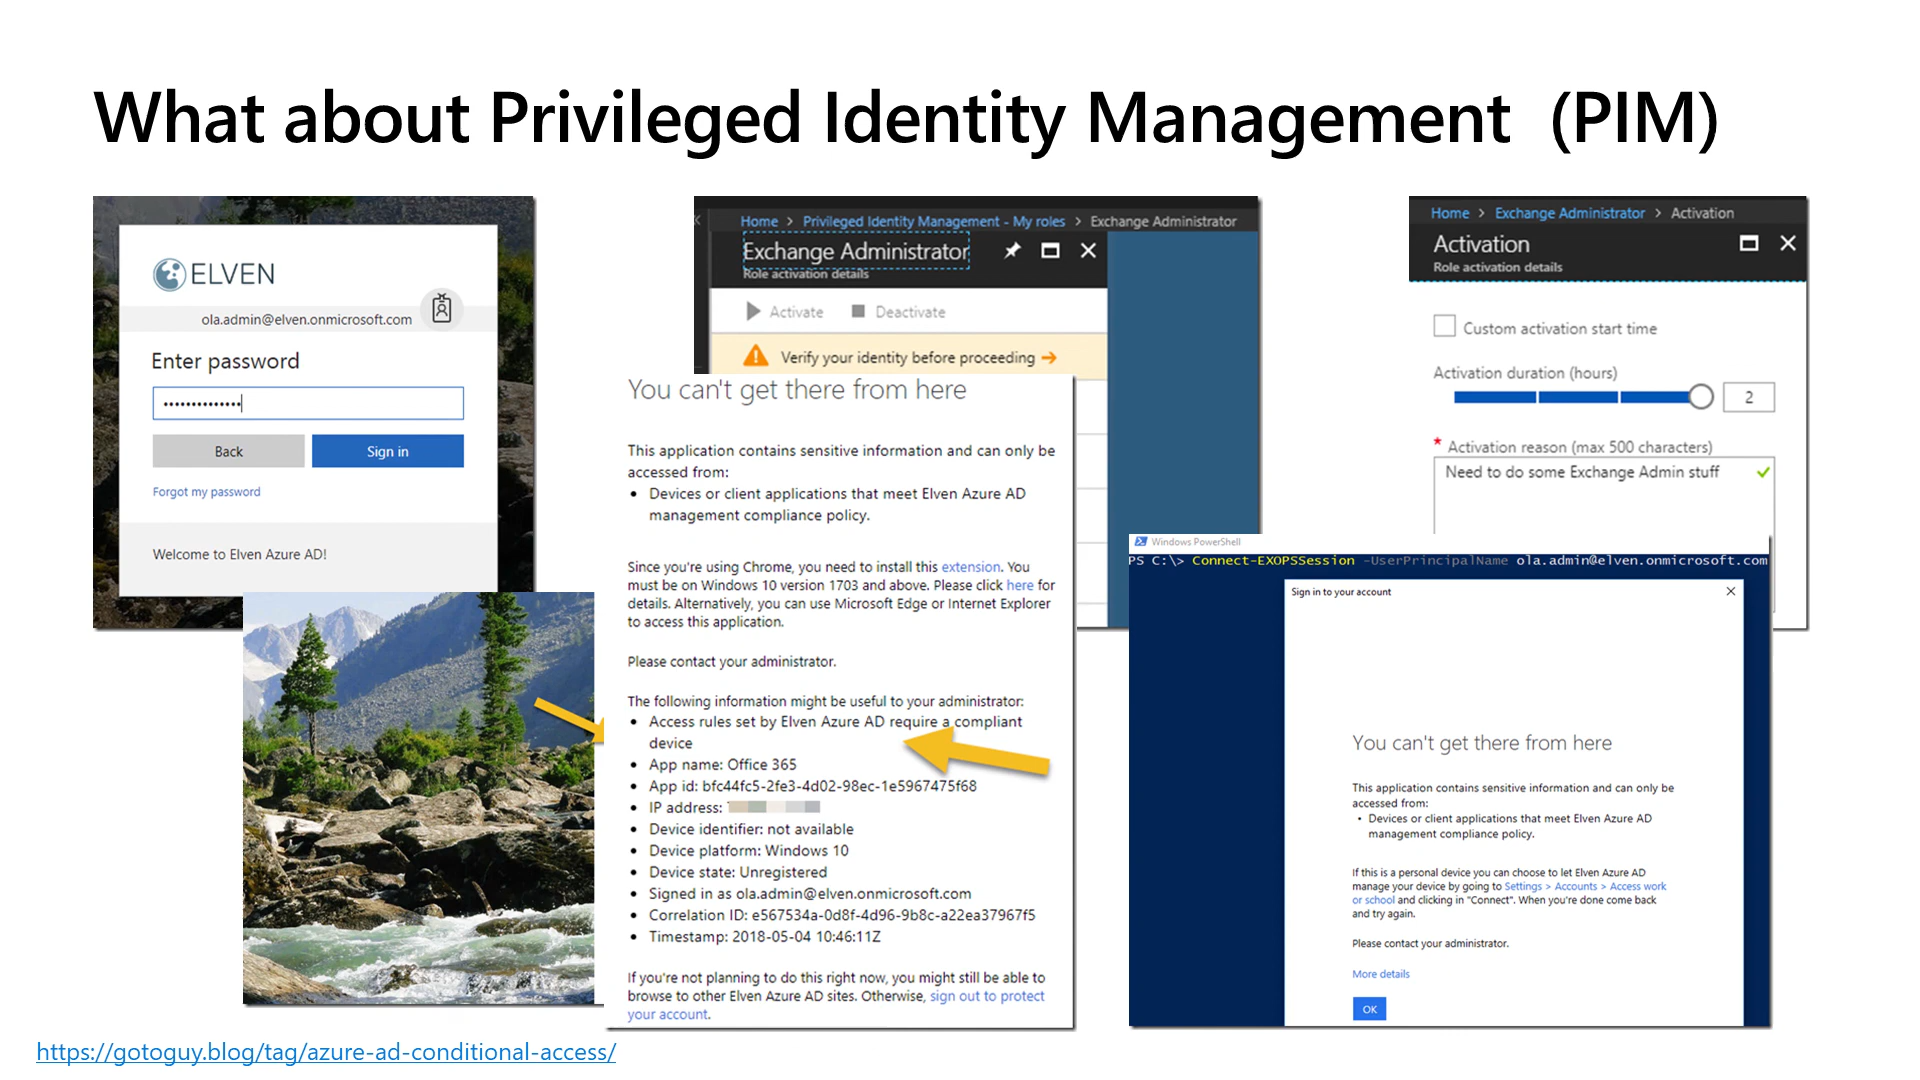 What about Privileged Identity Management (PIM)
ELVEN
ola.admin@elven.onmicrosoft.com
Enter password
••••••••••••••
Back
Sign in
Forgot my password
Welcome to Elven Azure AD!
Home > Privileged Identity Management - My roles > Exchange Administrator
Exchange Administrator
Role activation details
Activate
Deactivate
Verify your identity before proceeding →
You can't get there from here
This application contains sensitive information and can only be
accessed from:
• Devices or client applications that meet Elven Azure AD
management compliance policy.
Since you're using Chrome, you need to install this extension. You
must be on Windows 10 version 1703 and above. Please click here for
details. Alternatively, you can use Microsoft Edge or Internet Explorer
to access this application.
Please contact your administrator.
The following information might be useful to your administrator:
• Access rules set by Elven Azure AD require a compliant
device
• App name: Office 365
• App id: bfc44fc5-2fe3-4d02-98ec-1e5967475f68
• IP address:
• Device identifier: not available
• Device platform: Windows 10
• Device state: Unregistered
• Signed in as ola.admin@elven.onmicrosoft.com
• Correlation ID: e567534a-0d8f-4d96-9b8c-a22ea37967f5
• Timestamp: 2018-05-04 10:46:11Z
If you're not planning to do this right now, you might still be able to
browse to other Elven Azure AD sites. Otherwise, sign out to protect
your account.
Home > Exchange Administrator > Activation
Activation
Role activation details
Custom activation start time
Activation duration (hours)
2
* Activation reason (max 500 characters)
Need to do some Exchange Admin stuff
Windows PowerShell
PS C:\> Connect-EXOPSSession -UserPrincipalName ola.admin@elven.onmicrosoft.com
Sign in to your account
You can't get there from here
This application contains sensitive information and can only be
accessed from:
• Devices or client applications that meet Elven Azure AD
management compliance policy.
If this is a personal device you can choose to let Elven Azure AD
manage your device by going to Settings > Accounts > Access work
or school and clicking in "Connect". When you're done come back
and try again.
Please contact your administrator.
More details
OK
https://gotoguy.blog/tag/azure-ad-conditional-access/